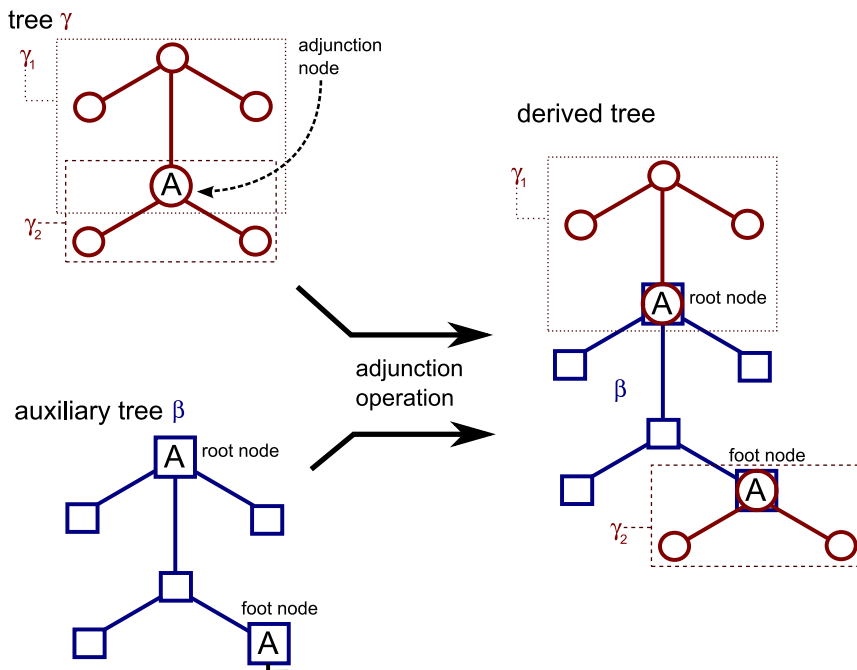 tree γ
γ1
adjunction
node
A
γ2
derived tree
γ1
A
root node
adjunction
operation
β
auxiliary tree β
A
root node
foot node
A
γ2
foot node
A